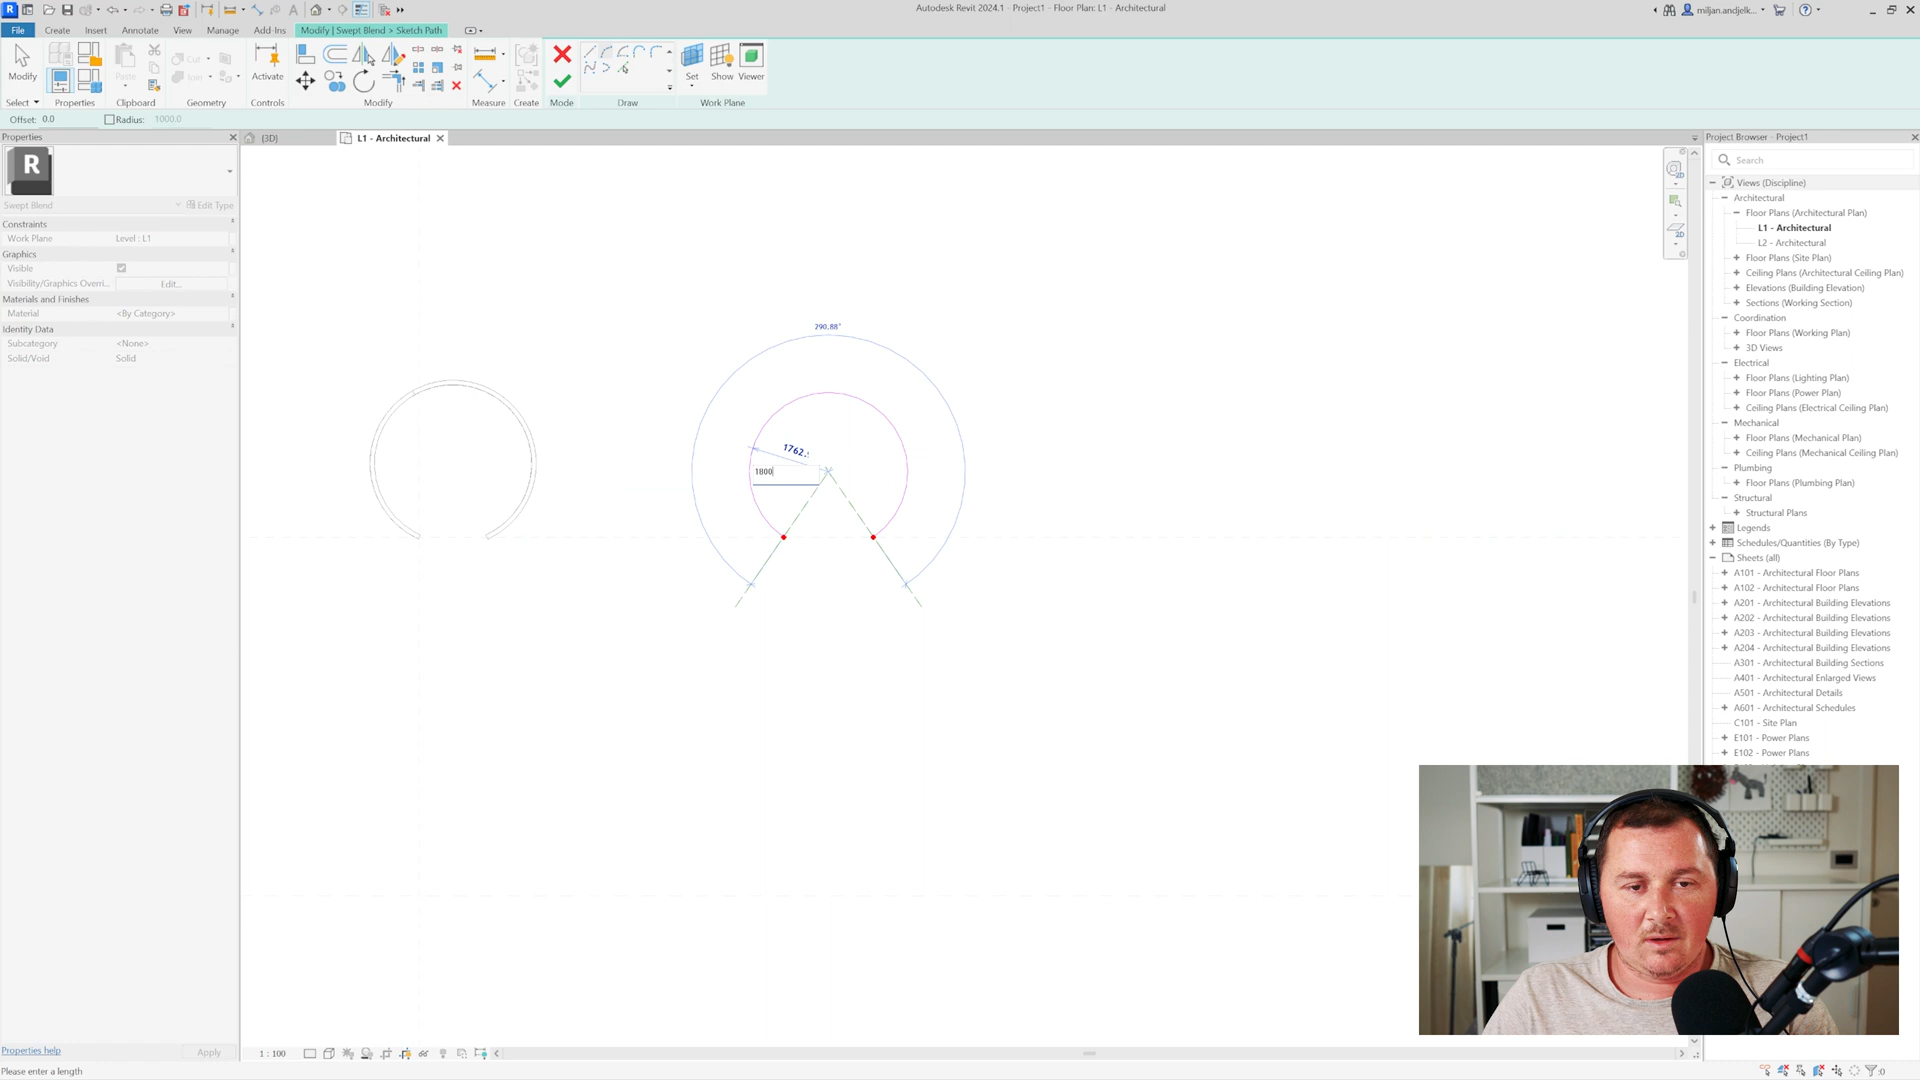 Autodesk Revit 2024.1 - Project1 - Floor Plan: L1 - Architectural
miljan.andjelk...
File
Create
Insert
Annotate
View
Manage
Add-Ins
Modify | Swept Blend > Sketch Path
Modify
Paste
Cut
Join
Activate
Set
Show
Viewer
Select
Properties
Clipboard
Geometry
Controls
Modify
Measure
Create
Mode
Draw
Work Plane
Offset: 0.0
Radius: 1000.0
Properties
{3D}
L1 - Architectural
Project Browser - Project1
R
Swept Blend
Edit Type
Constraints
Work Plane
Level : L1
Graphics
Visible
Visibility/Graphics Overri...
Edit...
Materials and Finishes
Material
<By Category>
Identity Data
Subcategory
<None>
Solid/Void
Solid
290.88°
1762.
1800
2D
2D
Search
Views (Discipline)
Architectural
Floor Plans (Architectural Plan)
L1 - Architectural
L2 - Architectural
Floor Plans (Site Plan)
Ceiling Plans (Architectural Ceiling Plan)
Elevations (Building Elevation)
Sections (Working Section)
Coordination
Floor Plans (Working Plan)
3D Views
Electrical
Floor Plans (Lighting Plan)
Floor Plans (Power Plan)
Ceiling Plans (Electrical Ceiling Plan)
Mechanical
Floor Plans (Mechanical Plan)
Ceiling Plans (Mechanical Ceiling Plan)
Plumbing
Floor Plans (Plumbing Plan)
Structural
Structural Plans
Legends
Schedules/Quantities (By Type)
Sheets (all)
A101 - Architectural Floor Plans
A102 - Architectural Floor Plans
A201 - Architectural Building Elevations
A202 - Architectural Building Elevations
A203 - Architectural Building Elevations
A204 - Architectural Building Elevations
A301 - Architectural Building Sections
A401 - Architectural Enlarged Views
A501 - Architectural Details
A601 - Architectural Schedules
C101 - Site Plan
E101 - Power Plans
E102 - Power Plans
Properties help
Apply
1 : 100
Please enter a length
:0